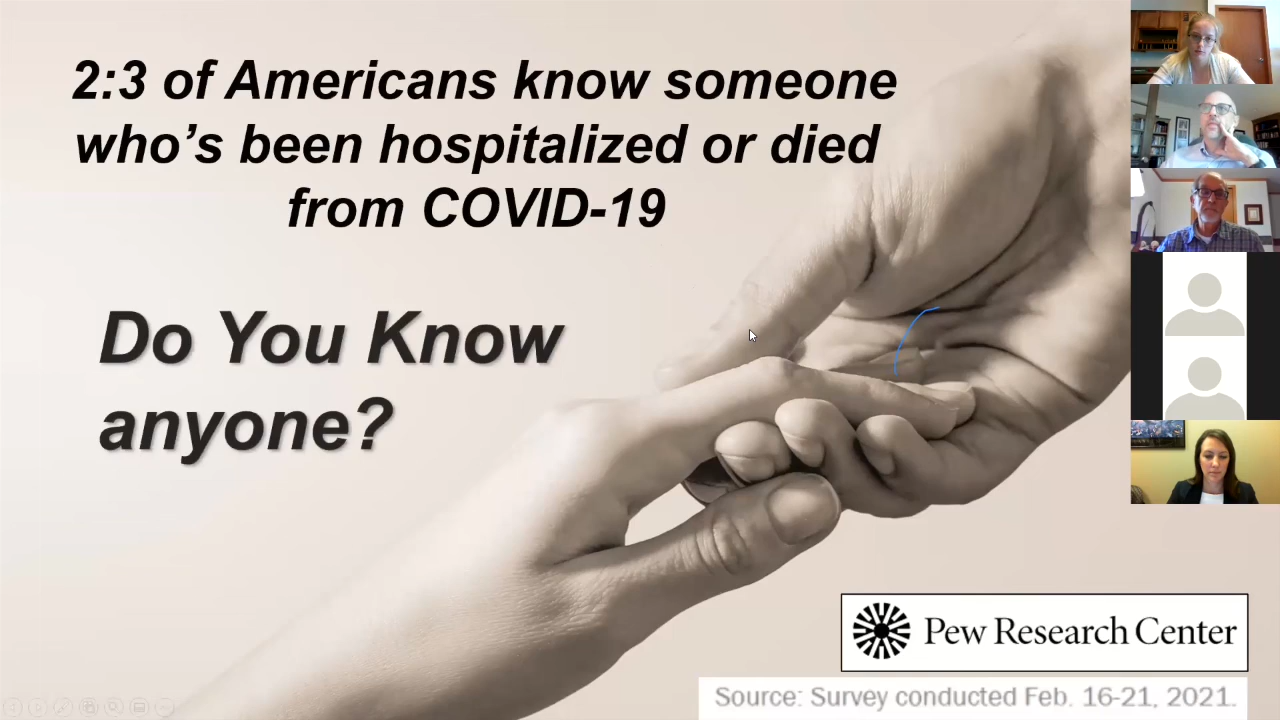 2:3 of Americans know someone
who’s been hospitalized or died
from COVID-19
Do You Know
anyone?
Pew Research Center
Source: Survey conducted Feb. 16-21, 2021.